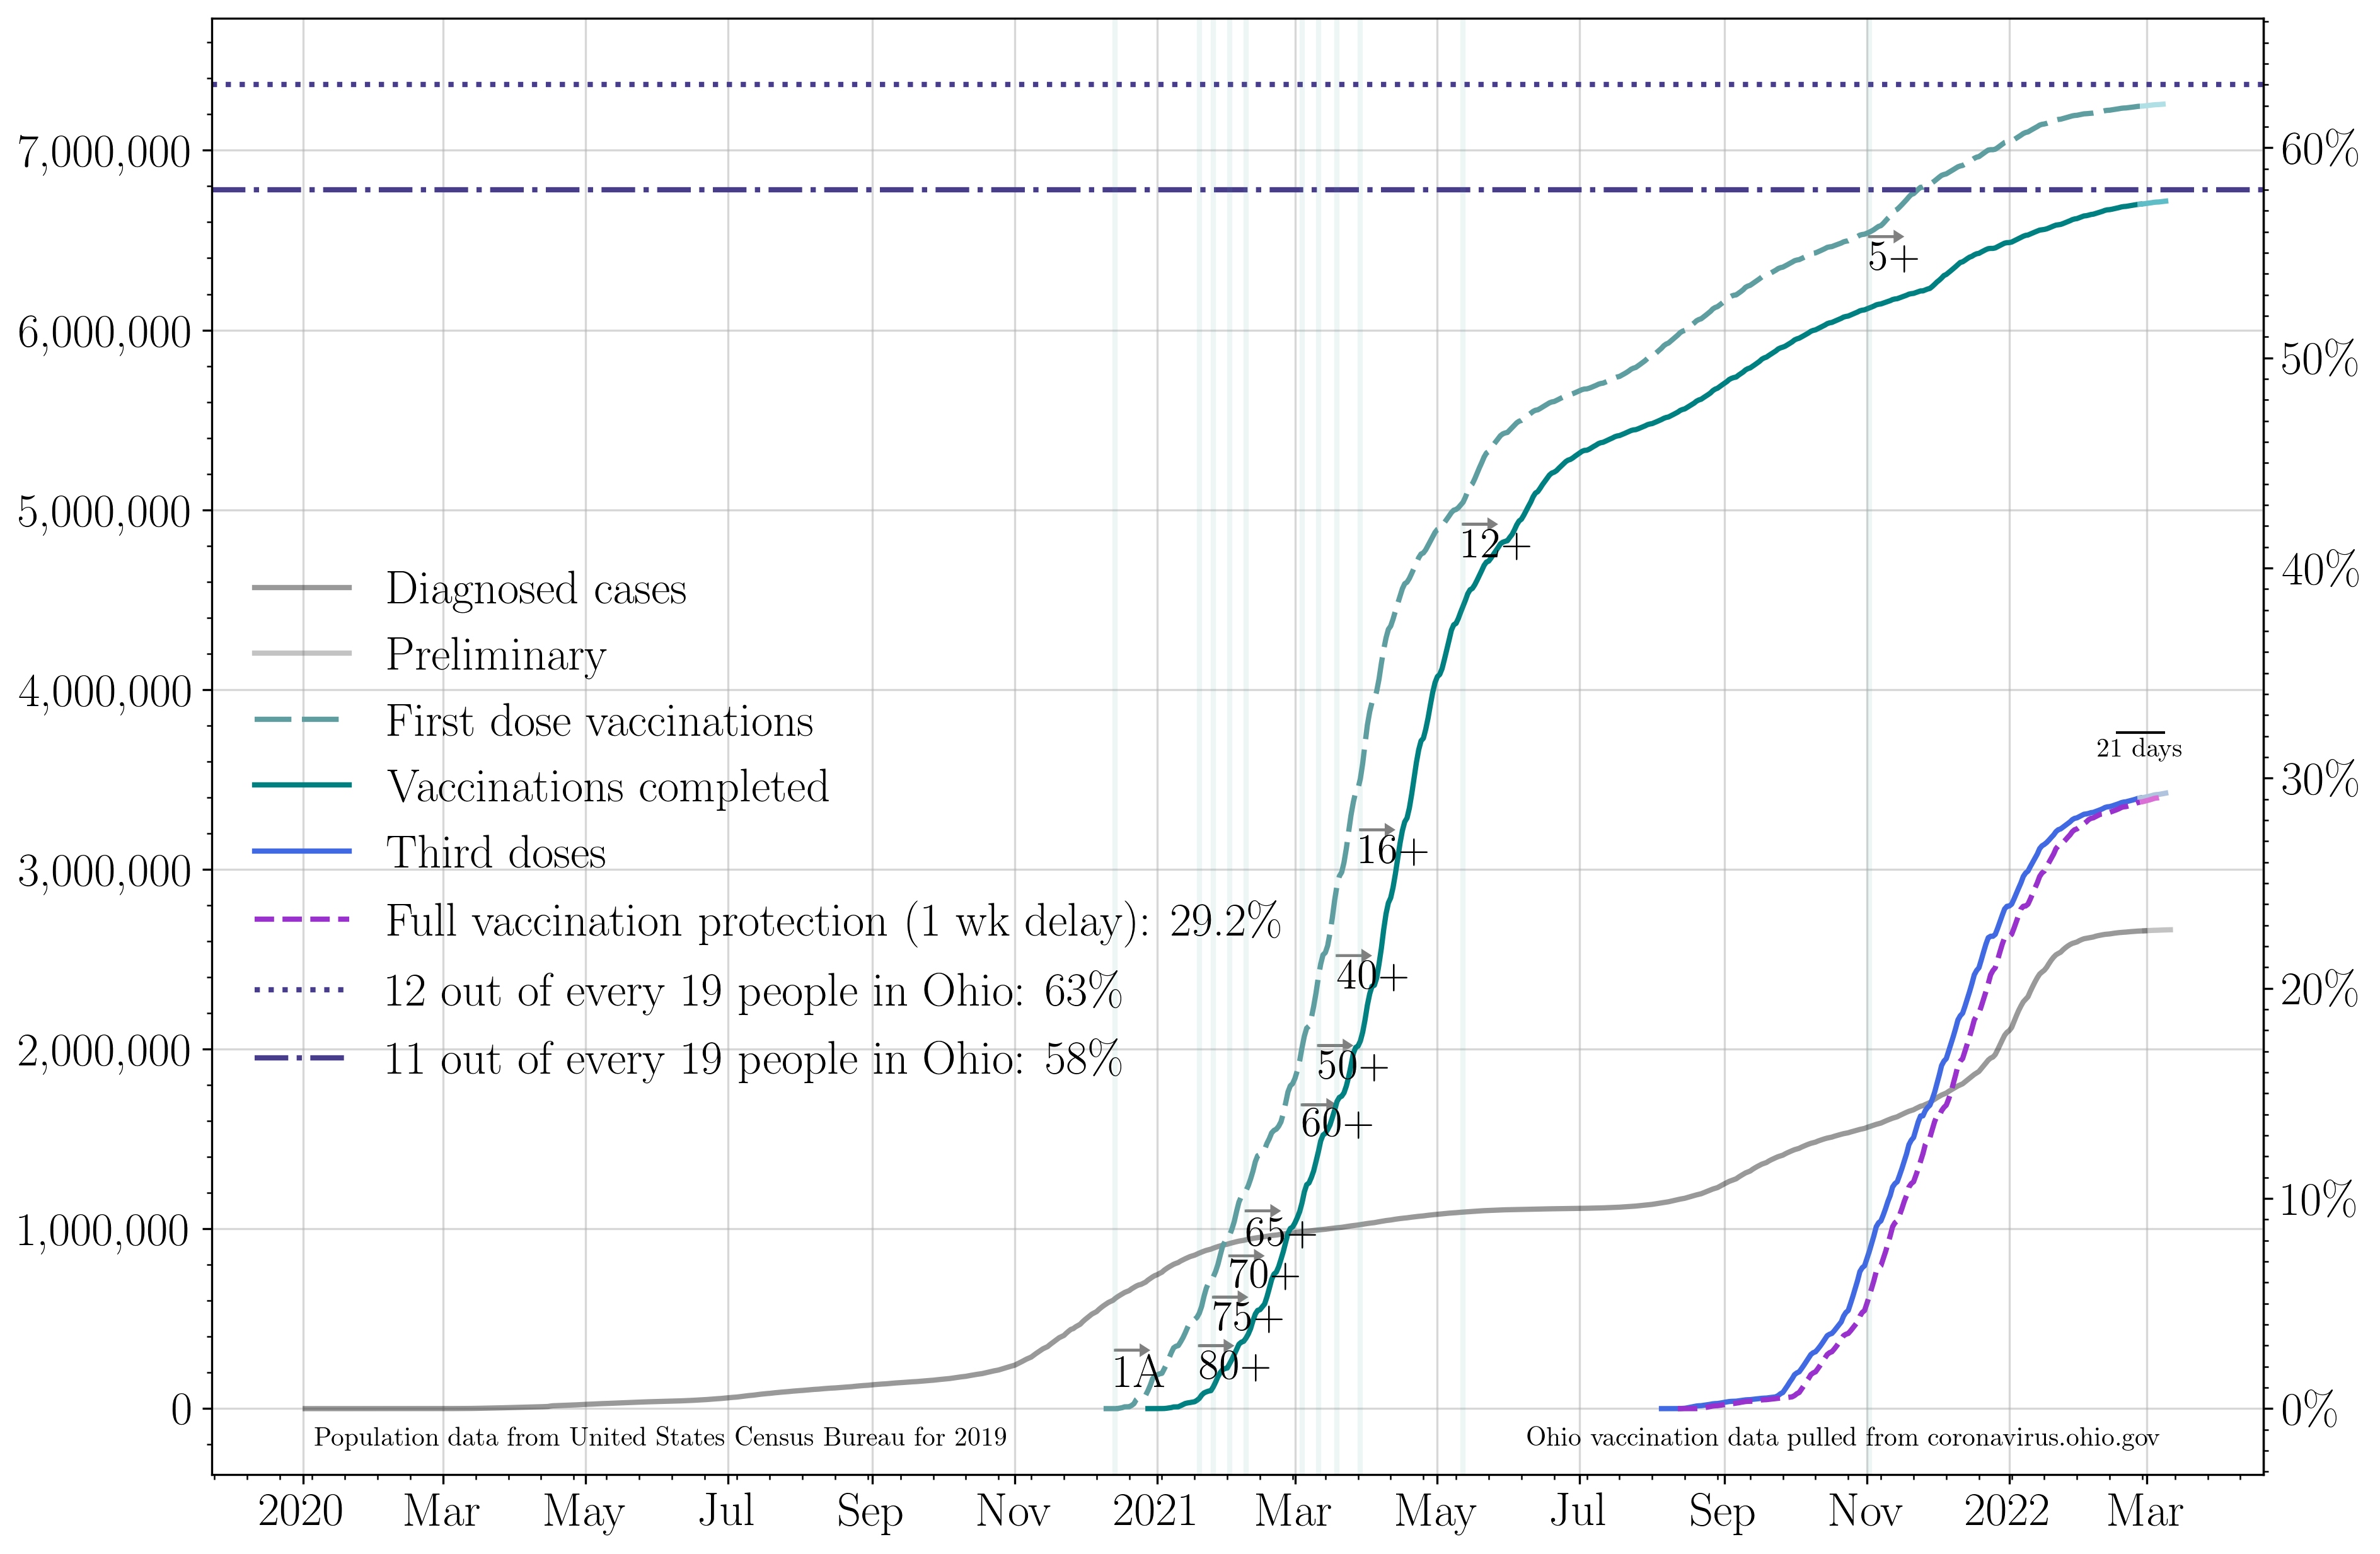 7,000,000
60%
5+
6,000,000
50%
5,000,000
12+
40%
Diagnosed cases
Preliminary
4,000,000
First dose vaccinations
21 days
Vaccinations completed
30%
Third doses
16+
3,000,000
Full vaccination protection (1 wk delay): 29.2%
40+
12 out of every 19 people in Ohio: 63%
20%
2,000,000
11 out of every 19 people in Ohio: 58%
50+
60+
10%
1,000,000
65+
70+
75+
80+
1A
0
0%
Population data from United States Census Bureau for 2019
Ohio vaccination data pulled from coronavirus.ohio.gov
2020 Mar May Jul Sep Nov 2021 Mar May Jul Sep Nov 2022 Mar